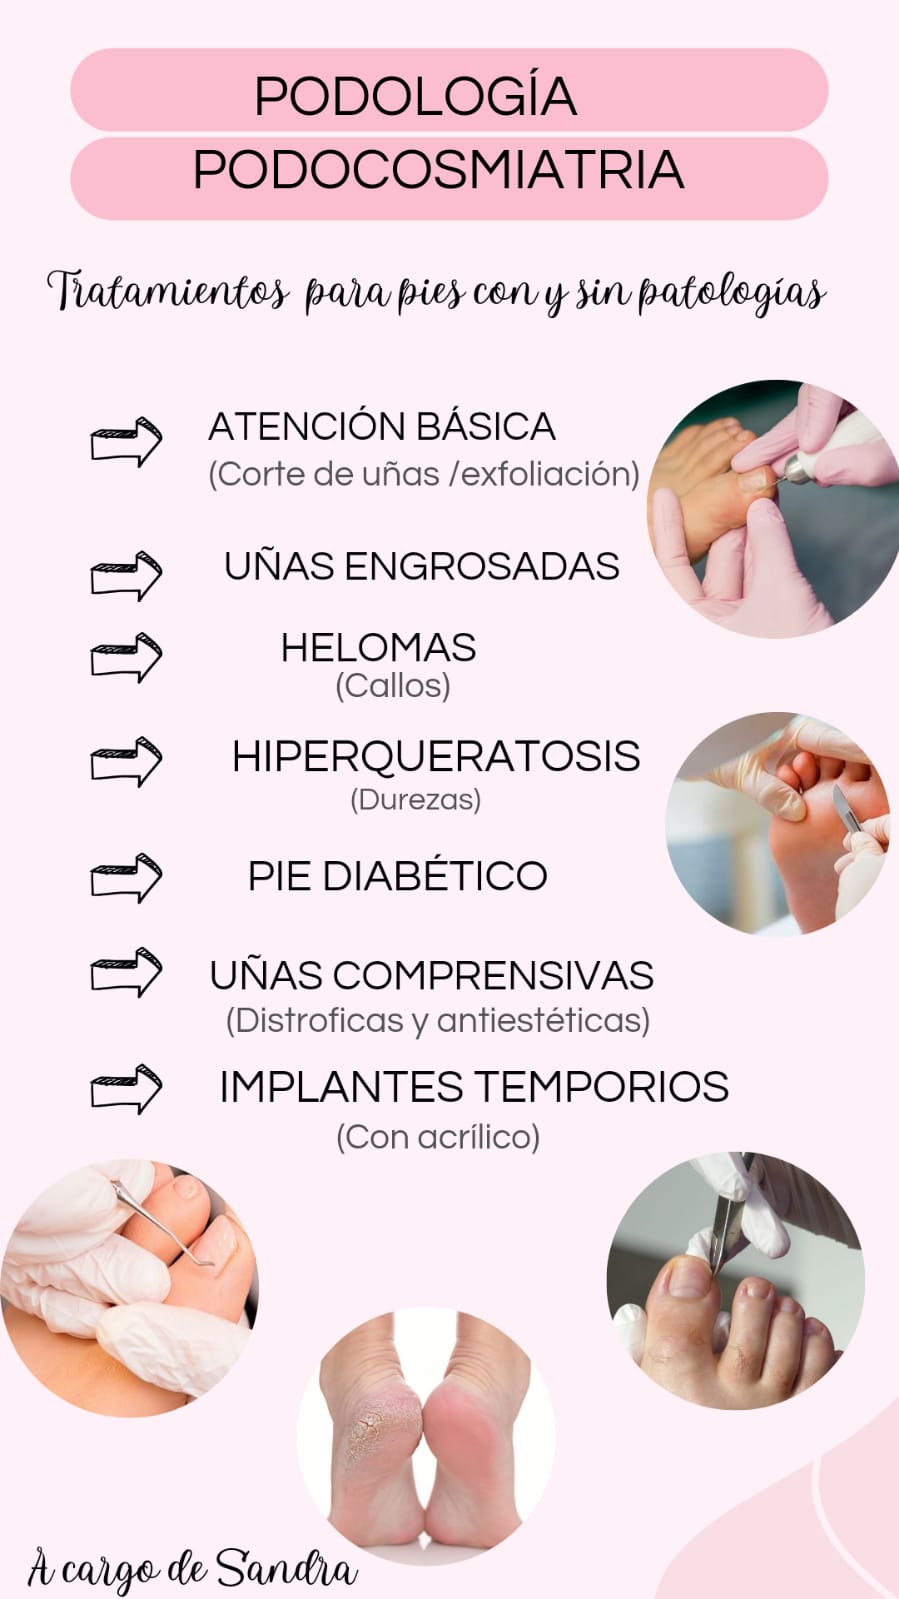 PODOLOGÍA
PODOCOSMIATRIA
Tratamientos para pies con y sin patologías
ATENCIÓN BÁSICA
(Corte de uñas /exfoliación)
UÑAS ENGROSADAS
HELOMAS
(Callos)
HIPERQUERATOSIS
(Durezas)
PIE DIABÉTICO
UÑAS COMPRENSIVAS
(Distroficas y antiestéticas)
IMPLANTES TEMPORIOS
(Con acrílico)
A cargo de Sandra